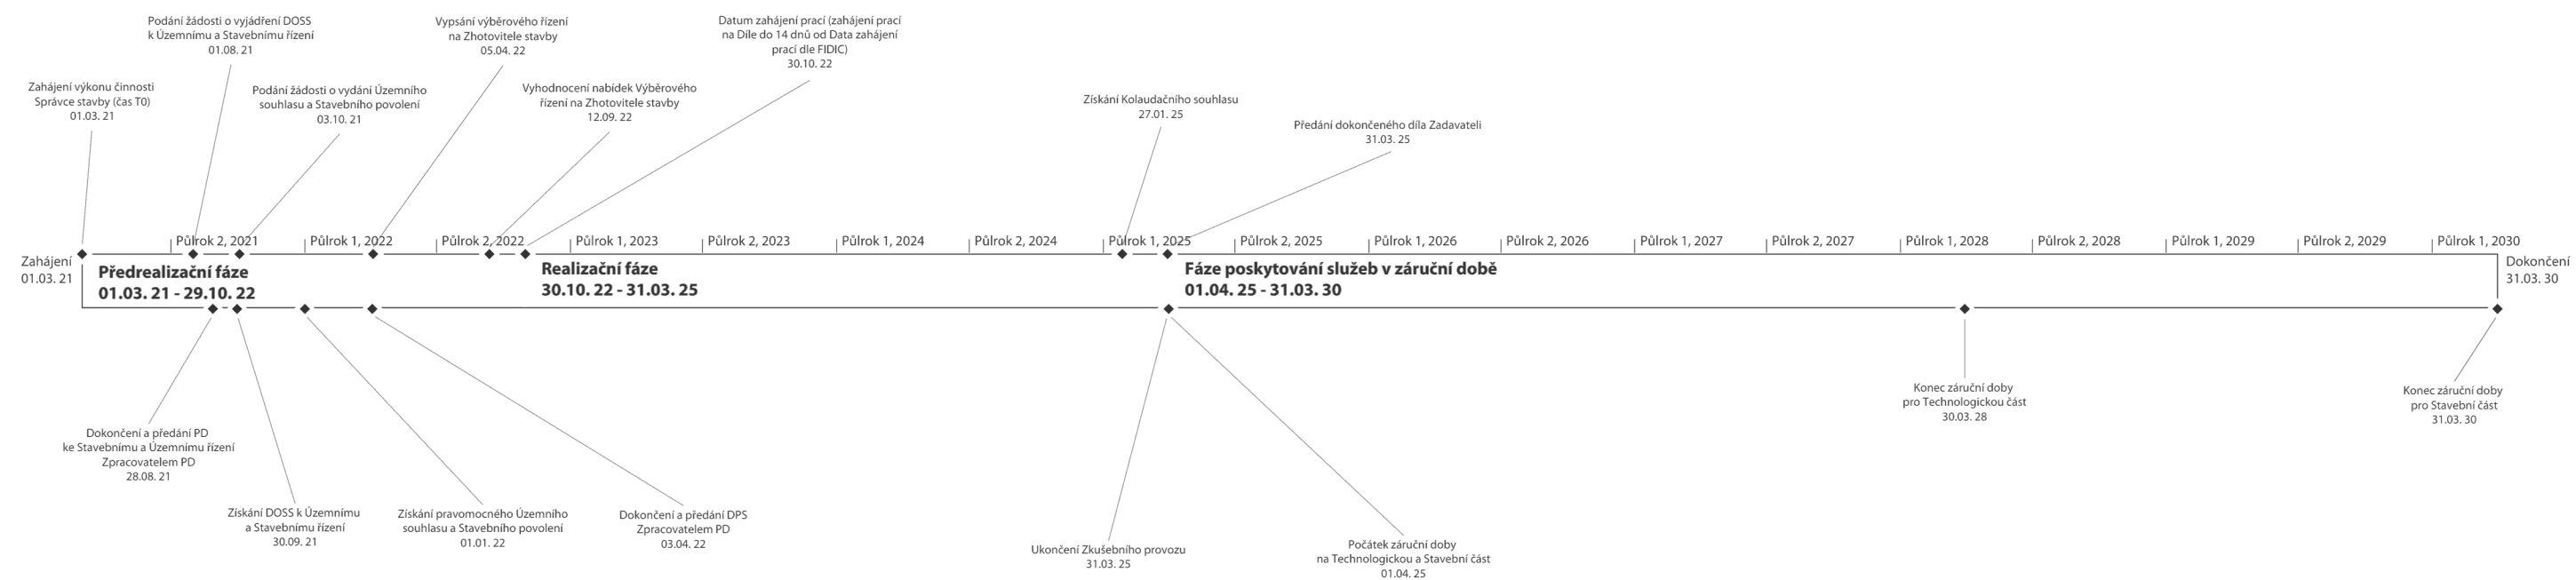 Podání žádosti o vyjádření DOSS
k Územnímu a Stavebnímu řízení
01.08. 21
Vypsání výběrového řízení
na Zhotovitele stavby
05.04. 22
Datum zahájení prací (zahájení prací
na Díle do 14 dnů od Data zahájení
prací dle FIDIC)
30.10. 22
Zahájení výkonu činnosti
Správce stavby (čas T0)
01.03. 21
Podání žádosti o vydání Územního
souhlasu a Stavebního povolení
03.10. 21
Vyhodnocení nabídek Výběrového
řízení na Zhotovitele stavby
12.09. 22
Získání Kolaudačního souhlasu
27.01. 25
Předání dokončeného díla Zadavateli
31.03. 25
Půlrok 2, 2021
Půlrok 1, 2022
Půlrok 2, 2022
Půlrok 1, 2023
Půlrok 2, 2023
Půlrok 1, 2024
Půlrok 2, 2024
Půlrok 1, 2025
Půlrok 2, 2025
Půlrok 1, 2026
Půlrok 2, 2026
Půlrok 1, 2027
Půlrok 2, 2027
Půlrok 1, 2028
Půlrok 2, 2028
Půlrok 1, 2029
Půlrok 2, 2029
Půlrok 1, 2030
Zahájení
01.03. 21
Předrealizační fáze
01.03. 21 - 29.10. 22
Realizační fáze
30.10. 22 - 31.03. 25
Fáze poskytování služeb v záruční době
01.04. 25 - 31.03. 30
Dokončení
31.03. 30
Dokončení a předání PD
ke Stavebnímu a Územnímu řízení
Zpracovatelem PD
28.08. 21
Získání DOSS k Územnímu
a Stavebnímu řízení
30.09. 21
Získání pravomocného Územního
souhlasu a Stavebního povolení
01.01. 22
Dokončení a předání DPS
Zpracovatelem PD
03.04. 22
Ukončení Zkušebního provozu
31.03. 25
Počátek záruční doby
na Technologickou a Stavební část
01.04. 25
Konec záruční doby
pro Technologickou část
30.03. 28
Konec záruční doby
pro Stavební část
31.03. 30